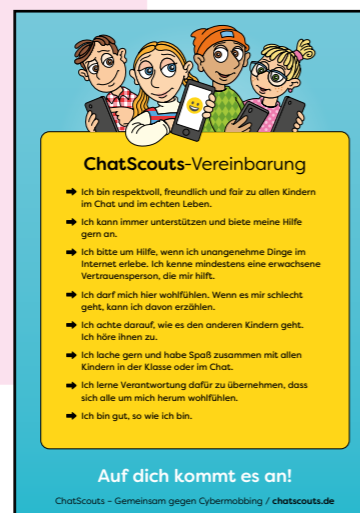 ChatScouts-Vereinbarung
➡ Ich bin respektvoll, freundlich und fair zu allen Kindern
im Chat und im echten Leben.
➡ Ich kann immer unterstützen und biete meine Hilfe
gern an.
➡ Ich bitte um Hilfe, wenn ich unangenehme Dinge im
Internet erlebe. Ich kenne mindestens eine erwachsene
Vertrauensperson, die mir hilft.
➡ Ich darf mich hier wohlfühlen. Wenn es mir schlecht
geht, kann ich davon erzählen.
➡ Ich achte darauf, wie es den anderen Kindern geht.
Ich höre ihnen zu.
➡ Ich lache gern und habe Spaß zusammen mit allen
Kindern in der Klasse oder im Chat.
➡ Ich lerne Verantwortung dafür zu übernehmen, dass
sich alle um mich herum wohlfühlen.
➡ Ich bin gut, so wie ich bin.
Auf dich kommt es an!
ChatScouts – Gemeinsam gegen Cybermobbing / chatscouts.de